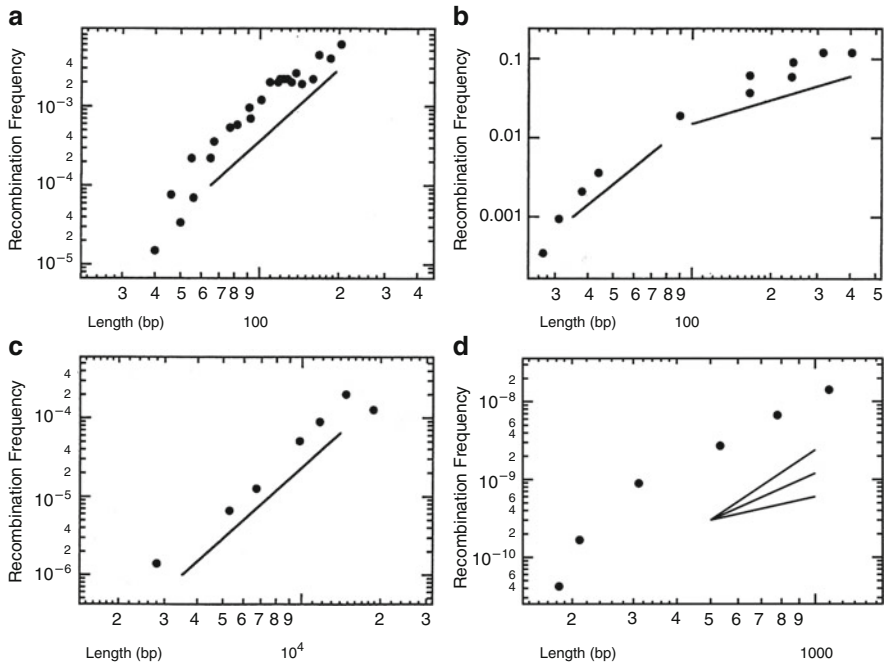 a
Recombination Frequency
4
2
10⁻³
4
2
10⁻⁴
4
2
10⁻⁵
3 4 5 6 7 8 9 2 3 4
Length (bp) 100
b
Recombination Frequency
0.1
0.01
0.001
3 4 5 6 7 8 9 2 3 4 5
Length (bp) 100
c
Recombination Frequency
4
2
10⁻⁴
4
2
10⁻⁵
4
2
10⁻⁶
2 3 4 5 6 7 8 9 2 3
Length (bp) 10⁴
d
Recombination Frequency
2
10⁻⁸
6
4
2
10⁻⁹
6
4
2
10⁻¹⁰
6
2 3 4 5 6 7 8 9
Length (bp) 1000